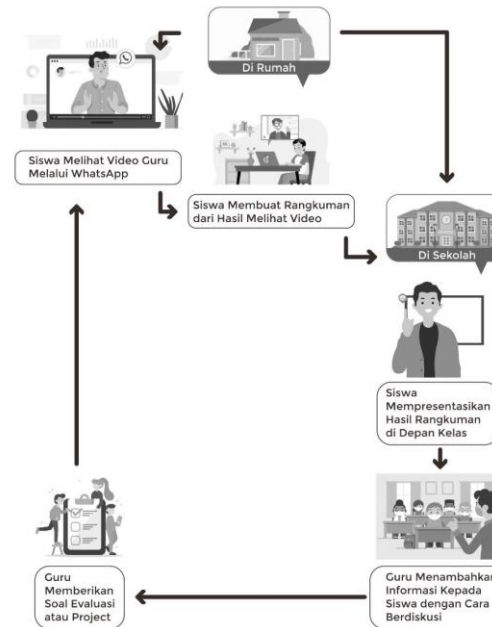 Di Rumah
Siswa Melihat Video Guru
Melalui WhatsApp
Siswa Membuat Rangkuman
dari Hasil Melihat Video
Di Sekolah
Siswa
Mempresentasikan
Hasil Rangkuman
di Depan Kelas
Guru Menambahkan
Informasi Kepada
Siswa dengan Cara
Berdiskusi
Guru
Memberikan
Soal Evaluasi
atau Project